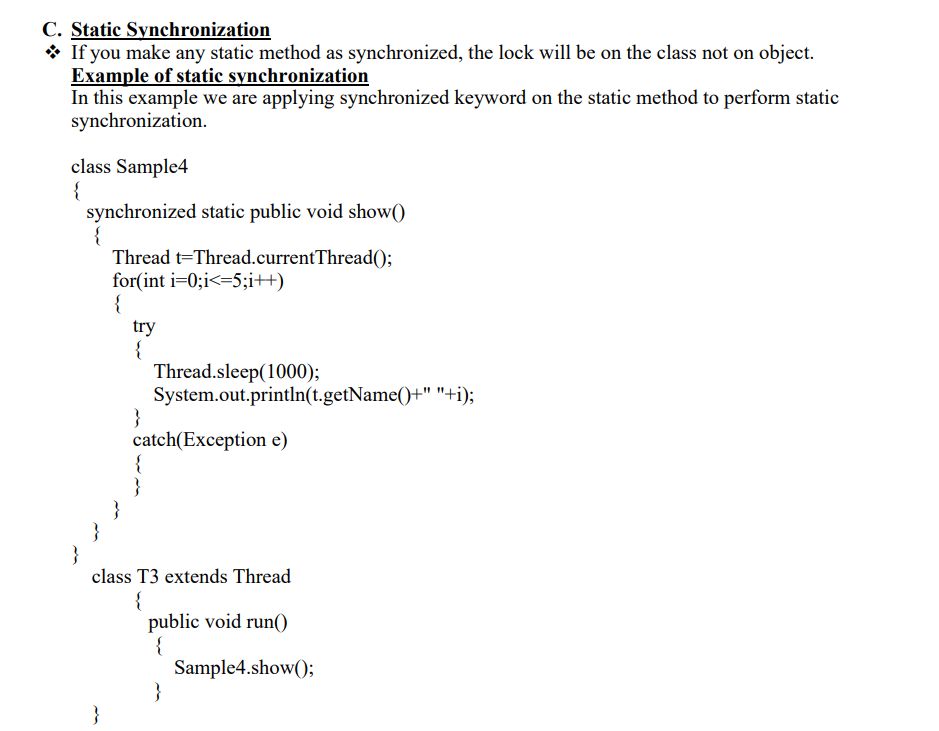 C. Static Synchronization
❖ If you make any static method as synchronized, the lock will be on the class not on object.
Example of static synchronization
In this example we are applying synchronized keyword on the static method to perform static
synchronization.
class Sample4
{
synchronized static public void show()
{
Thread t=Thread.currentThread();
for(int i=0;i<=5;i++)
{
try
{
Thread.sleep(1000);
System.out.println(t.getName()+" "+i);
}
catch(Exception e)
{
}
}
}
}
class T3 extends Thread
{
public void run()
{
Sample4.show();
}
}